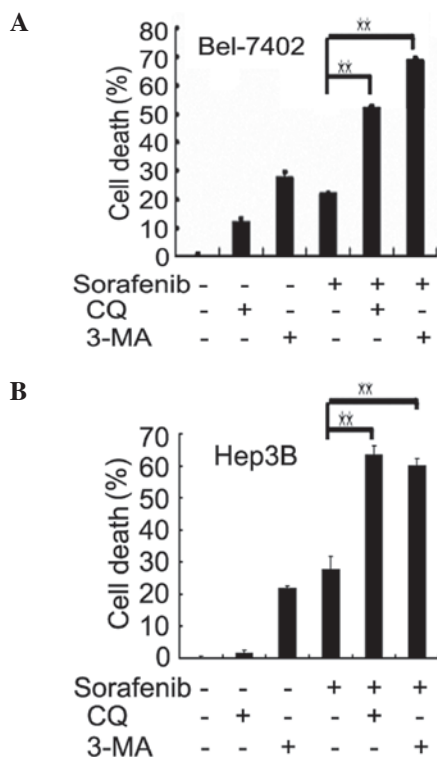 A
Bel-7402
**
**
Cell death (%)
80
70
60
50
40
30
20
10
0
Sorafenib - - - + + +
CQ - + - - + -
3-MA - - + - - +
B
Hep3B
**
**
Cell death (%)
70
60
50
40
30
20
10
0
Sorafenib - - - + + +
CQ - + - - + -
3-MA - - + - - +